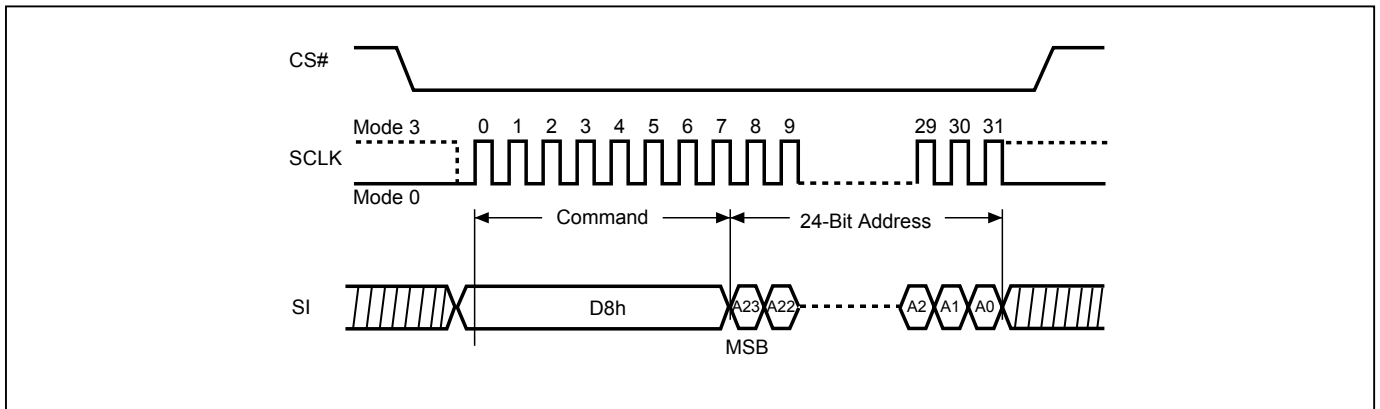 CS#
Mode 3
0 1 2 3 4 5 6 7 8 9 29 30 31
SCLK
Mode 0
Command
24-Bit Address
SI
D8h
A23 A22 A2 A1 A0
MSB